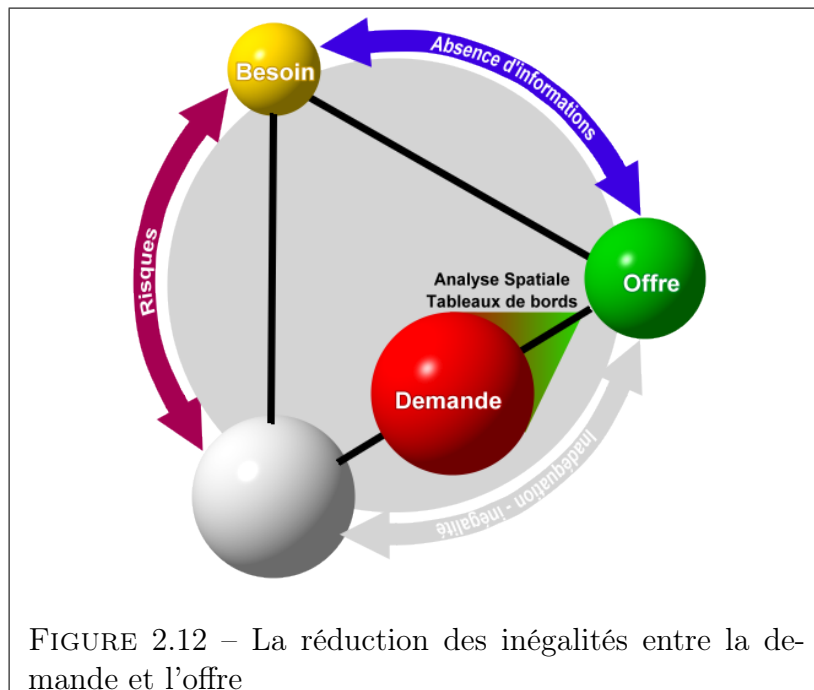 Besoin
Absence d'informations
Risques
Analyse Spatiale
Tableaux de bords
Offre
Demande
Inadéquation - inégalité
FIGURE 2.12 – La réduction des inégalités entre la de-
mande et l'offre